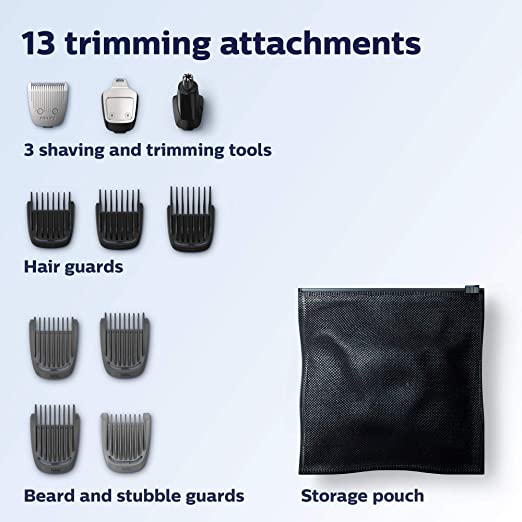 13 trimming attachments
3 shaving and trimming tools
Hair guards
Beard and stubble guards
Storage pouch